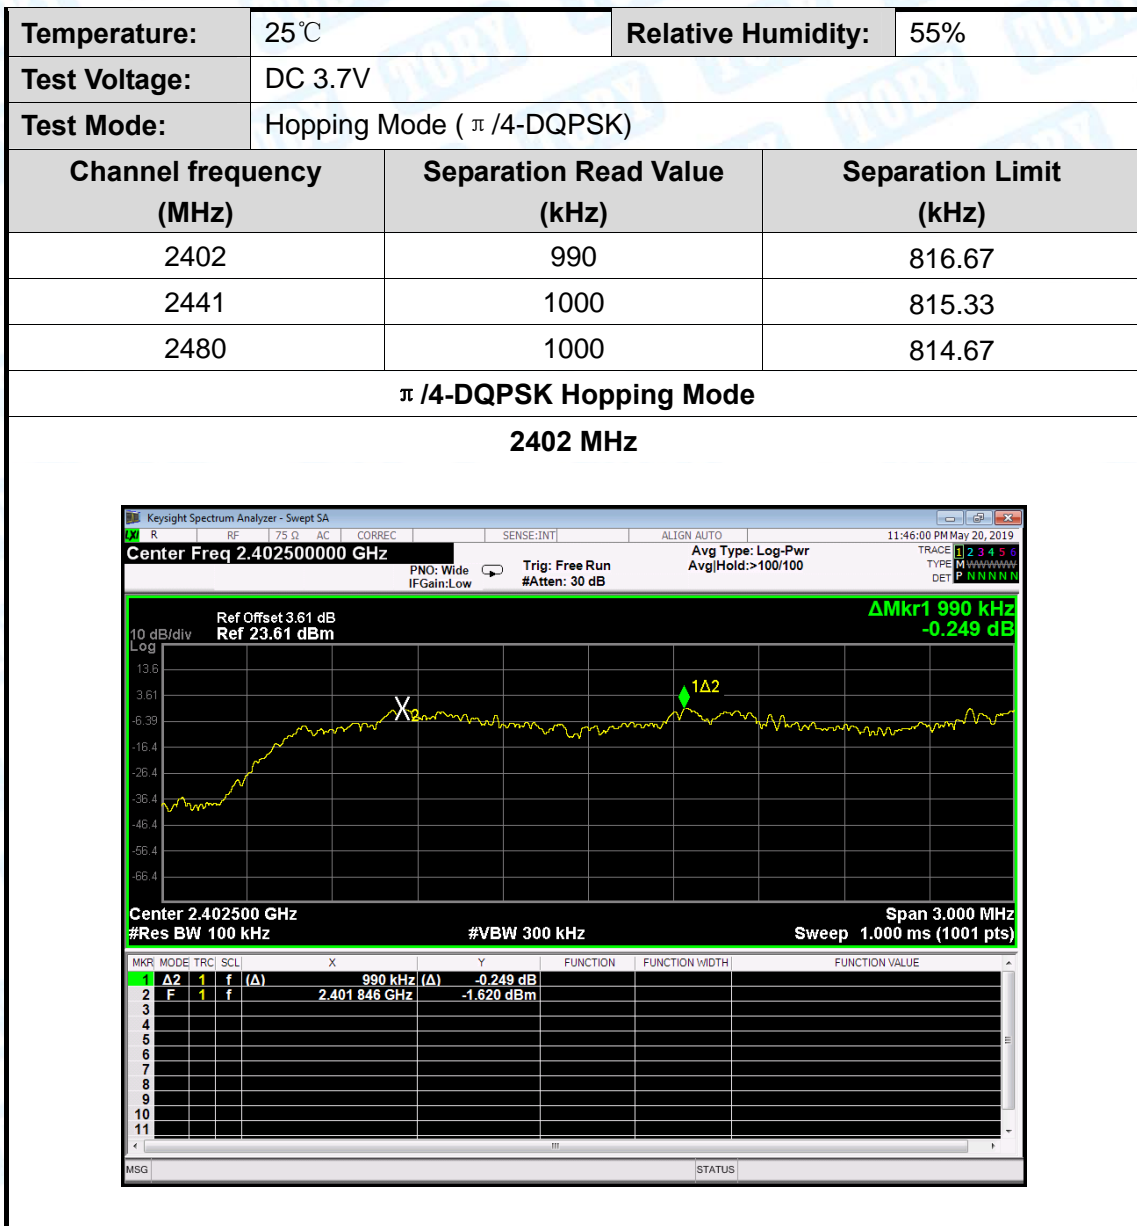 Temperature: 25℃ Relative Humidity: 55%
Test Voltage: DC 3.7V
Test Mode: Hopping Mode (π/4-DQPSK)
Channel frequency (MHz) Separation Read Value (kHz) Separation Limit (kHz)
2402 990 816.67
2441 1000 815.33
2480 1000 814.67
π/4-DQPSK Hopping Mode
2402 MHz
Keysight Spectrum Analyzer - Swept SA
LXI R RF 75 Ω AC CORREC SENSE:INT ALIGN AUTO 11:46:00 PM May 20, 2019
Center Freq 2.402500000 GHz
PNO: Wide
IFGain:Low
Trig: Free Run
#Atten: 30 dB
Avg Type: Log-Pwr
Avg|Hold:>100/100
TRACE 1 2 3 4 5 6
TYPE M W W W W W
DET P N N N N N
ΔMkr1 990 kHz
-0.249 dB
Ref Offset 3.61 dB
10 dB/div Ref 23.61 dBm
Log
13.6
3.61
-6.39
-16.4
-26.4
-36.4
-46.4
-56.4
-66.4
X2
1Δ2
Center 2.402500 GHz Span 3.000 MHz
#Res BW 100 kHz #VBW 300 kHz Sweep 1.000 ms (1001 pts)
MKR MODE TRC SCL X Y FUNCTION FUNCTION WIDTH FUNCTION VALUE
1 Δ2 1 f (Δ) 990 kHz (Δ) -0.249 dB
2 F 1 f 2.401 846 GHz -1.620 dBm
3
4
5
6
7
8
9
10
11
MSG STATUS
TOBY